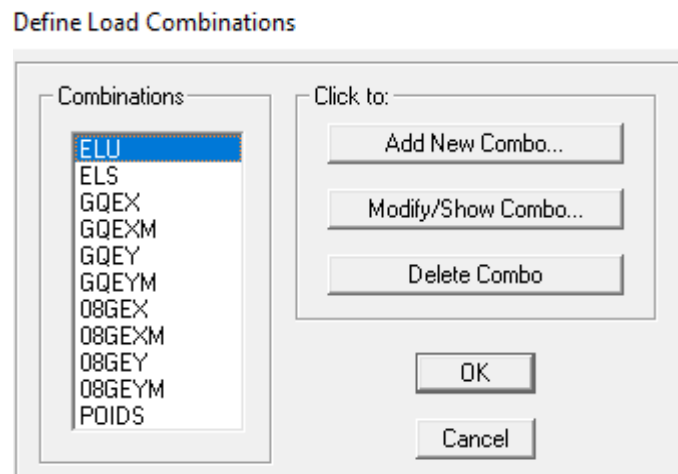 Define Load Combinations
Combinations
ELU
ELS
GQEX
GQEXM
GQEY
GQEYM
08GEX
08GEXM
08GEY
08GEYM
POIDS
Click to:
Add New Combo...
Modify/Show Combo...
Delete Combo
OK
Cancel